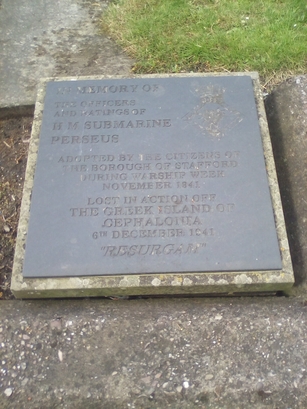 IN MEMORY OF
THE OFFICERS
AND RATINGS OF
H M SUBMARINE
PERSEUS
ADOPTED BY THE CITIZENS OF
THE BOROUGH OF STAFFORD
DURING WARSHIP WEEK
NOVEMBER 1941
LOST IN ACTION OFF
THE GREEK ISLAND OF
CEPHALONIA
6TH DECEMBER 1941
"RESURGAM"